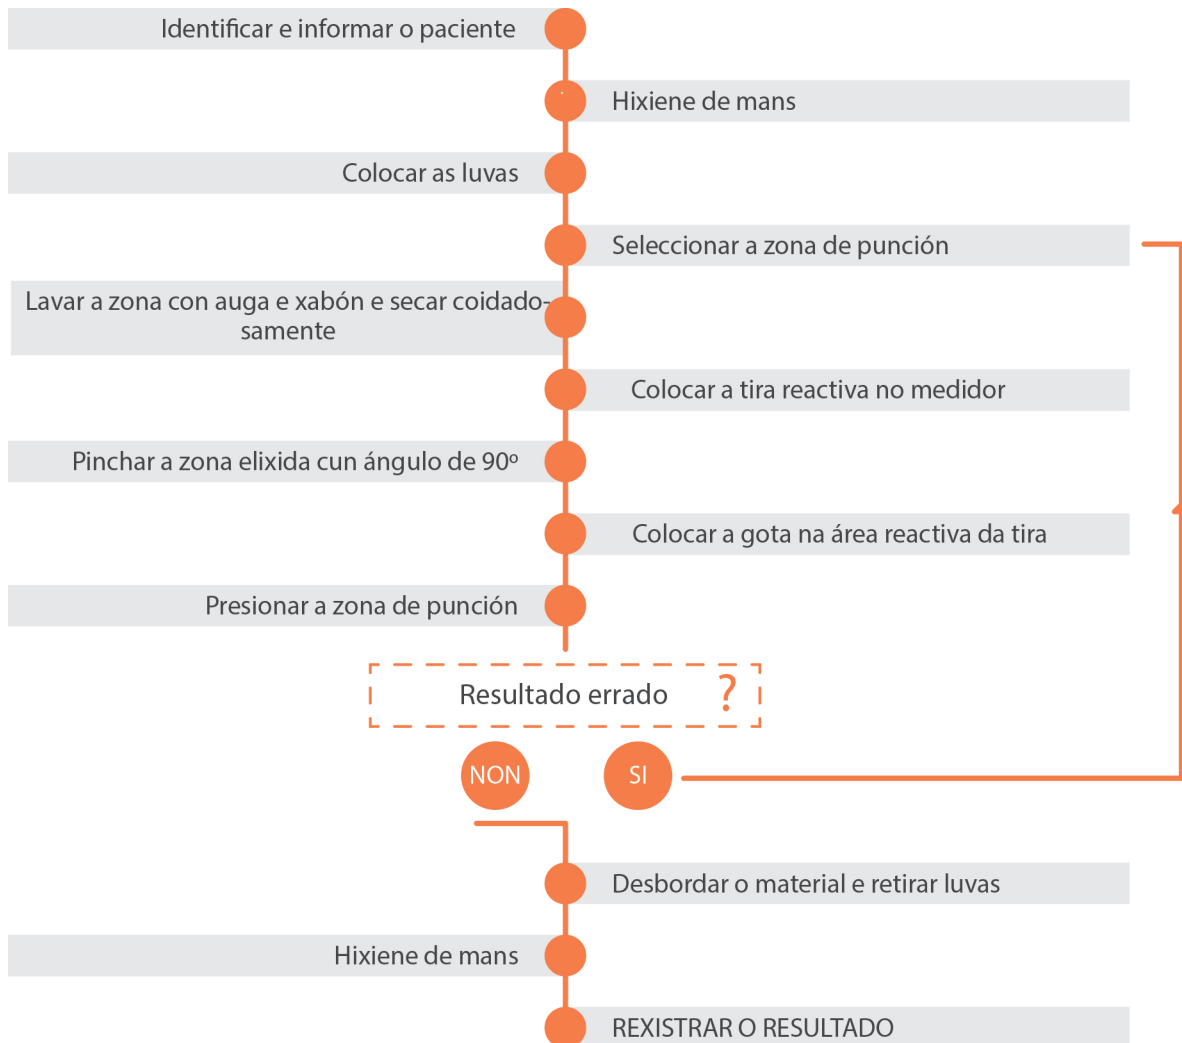 Identificar e informar o paciente
Hixiene de mans
Colocar as luvas
Seleccionar a zona de punción
Lavar a zona con auga e xabón e secar coidado-
samente
Colocar a tira reactiva no medidor
Pinchar a zona elixida cun ángulo de 90º
Colocar a gota na área reactiva da tira
Presionar a zona de punción
Resultado errado ?
NON SI
Desbordar o material e retirar luvas
Hixiene de mans
REXISTRAR O RESULTADO